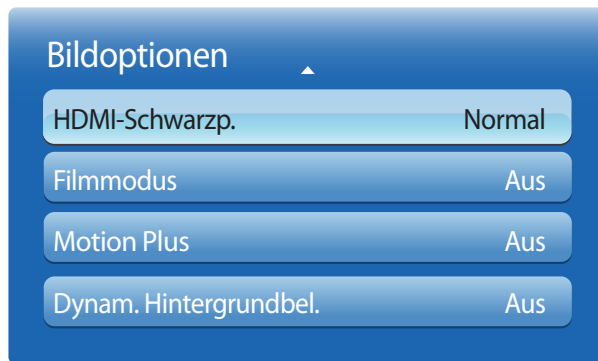 Bildoptionen
HDMI-Schwarzp. Normal
Filmmodus Aus
Motion Plus Aus
Dynam. Hintergrundbel. Aus